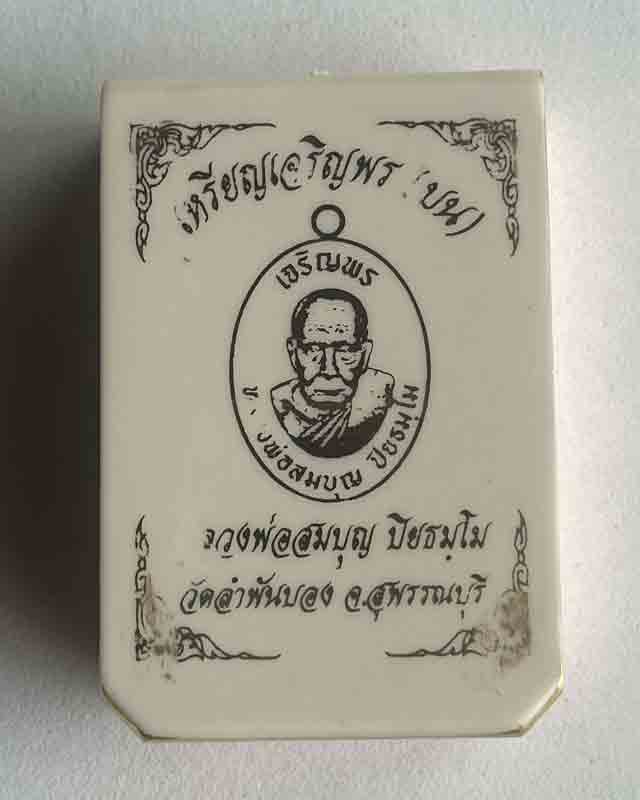 เหรียญเจริญพร (บน)
เจริญพร
พ่อสมบุญ ปิยธมฺโม
หลวงพ่อสมบุญ ปิยธมฺโม
วัดลำพันบอง จ.สุพรรณบุรี